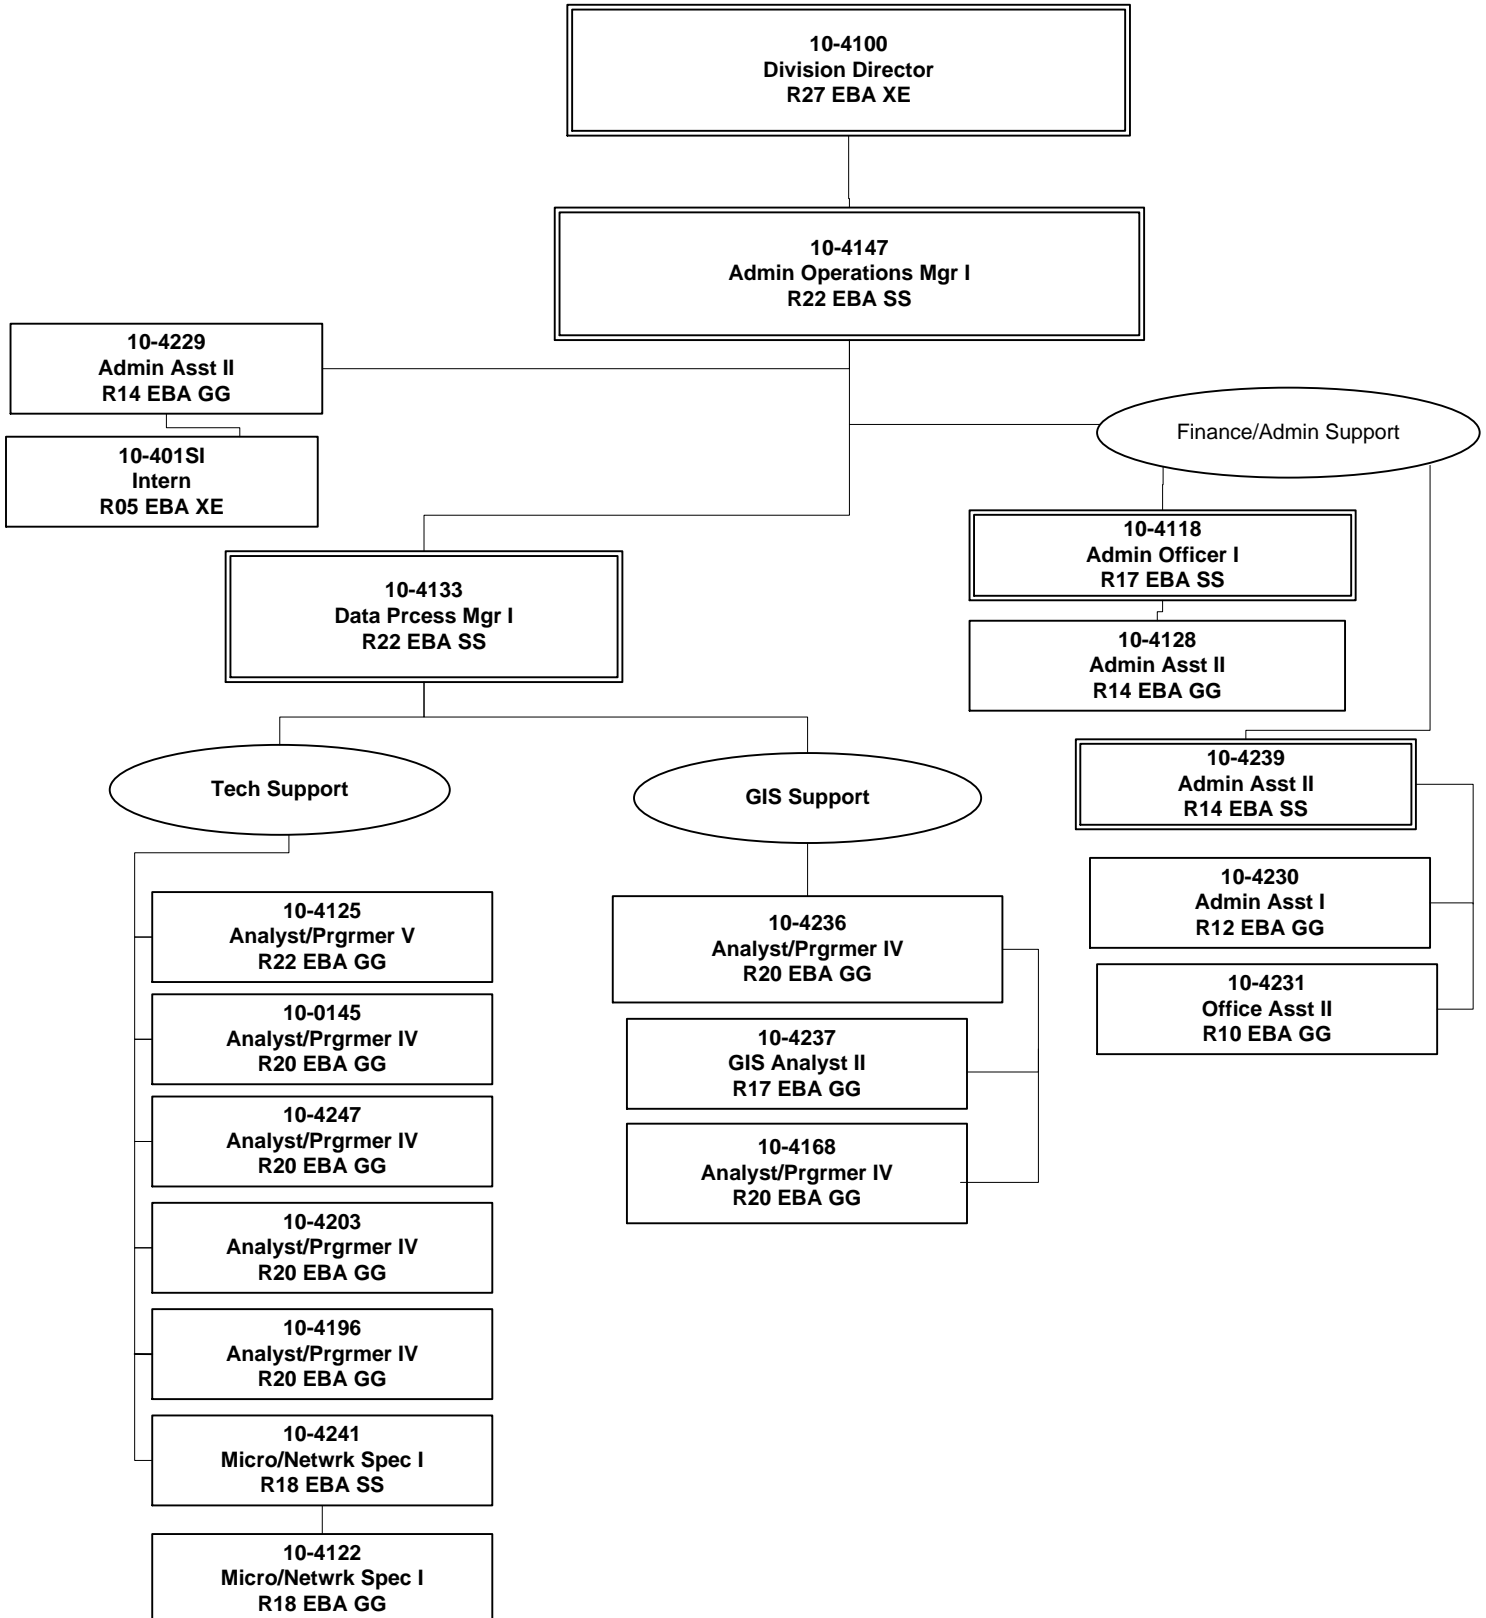 10-4100
Division Director
R27 EBA XE
10-4147
Admin Operations Mgr I
R22 EBA SS
10-4229
Admin Asst II
R14 EBA GG
10-401SI
Intern
R05 EBA XE
Finance/Admin Support
10-4118
Admin Officer I
R17 EBA SS
10-4128
Admin Asst II
R14 EBA GG
10-4133
Data Prcess Mgr I
R22 EBA SS
10-4239
Admin Asst II
R14 EBA SS
10-4230
Admin Asst I
R12 EBA GG
10-4231
Office Asst II
R10 EBA GG
Tech Support
10-4125
Analyst/Prgrmer V
R22 EBA GG
10-0145
Analyst/Prgrmer IV
R20 EBA GG
10-4247
Analyst/Prgrmer IV
R20 EBA GG
10-4203
Analyst/Prgrmer IV
R20 EBA GG
10-4196
Analyst/Prgrmer IV
R20 EBA GG
10-4241
Micro/Netwrk Spec I
R18 EBA SS
10-4122
Micro/Netwrk Spec I
R18 EBA GG
GIS Support
10-4236
Analyst/Prgrmer IV
R20 EBA GG
10-4237
GIS Analyst II
R17 EBA GG
10-4168
Analyst/Prgrmer IV
R20 EBA GG